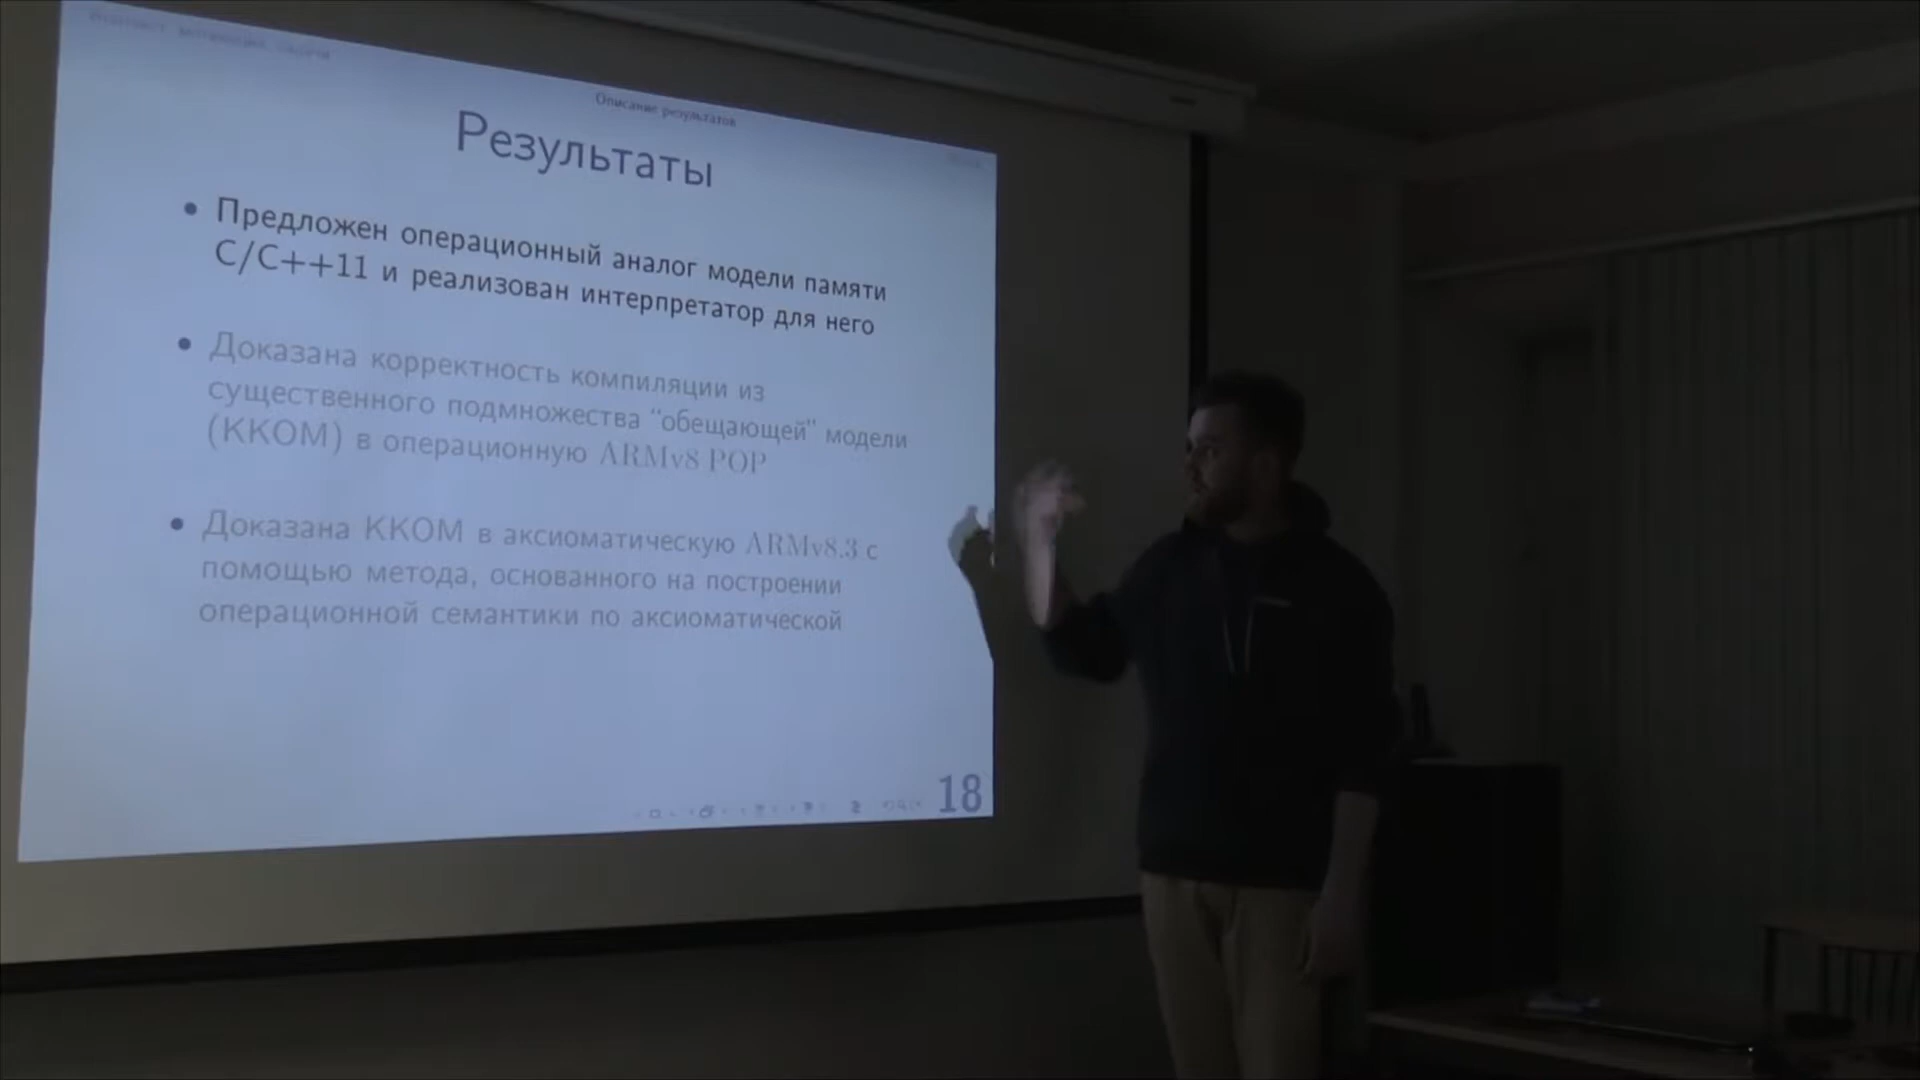 Описание результатов
Результаты
• Предложен операционный аналог модели памяти
C/C++11 и реализован интерпретатор для него
• Доказана корректность компиляции из
существенного подмножества “обещающей” модели
(ККОМ) в операционную ARMv8 POP
• Доказана ККОМ в аксиоматическую ARMv8.3 с
помощью метода, основанного на построении
операционной семантики по аксиоматической
18